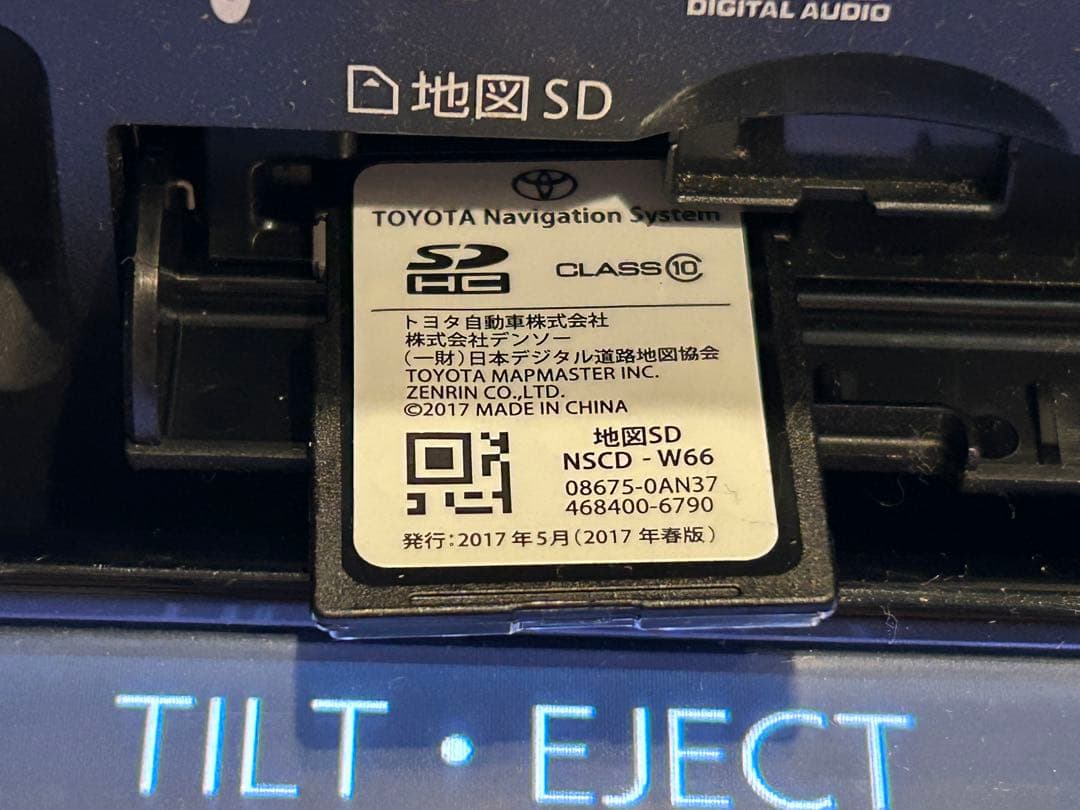 DIGITAL AUDIO
地図SD
TOYOTA Navigation System
SDHC CLASS10
トヨタ自動車株式会社
株式会社デンソー
（一財）日本デジタル道路地図協会
TOYOTA MAPMASTER INC.
ZENRIN CO.,LTD.
©2017 MADE IN CHINA
地図SD
NSCD - W66
08675-0AN37
468400-6790
発行：2017年5月（2017年春版）
TILT・EJECT